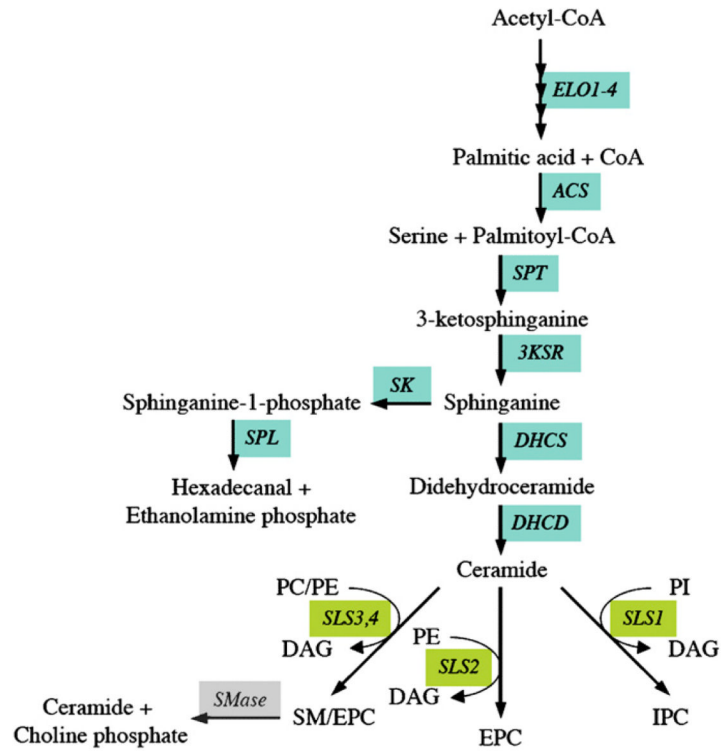 Acetyl-CoA
ELO1-4
Palmitic acid + CoA
ACS
Serine + Palmitoyl-CoA
SPT
3-ketosphinganine
3KSR
SK
Sphinganine-1-phosphate
Sphinganine
SPL
DHCS
Hexadecanal +
Ethanolamine phosphate
Didehydroceramide
DHCD
Ceramide
PC/PE
PI
SLS3,4
SLS1
DAG
PE
DAG
SLS2
DAG
SMase
Ceramide +
Choline phosphate
SM/EPC
EPC
IPC